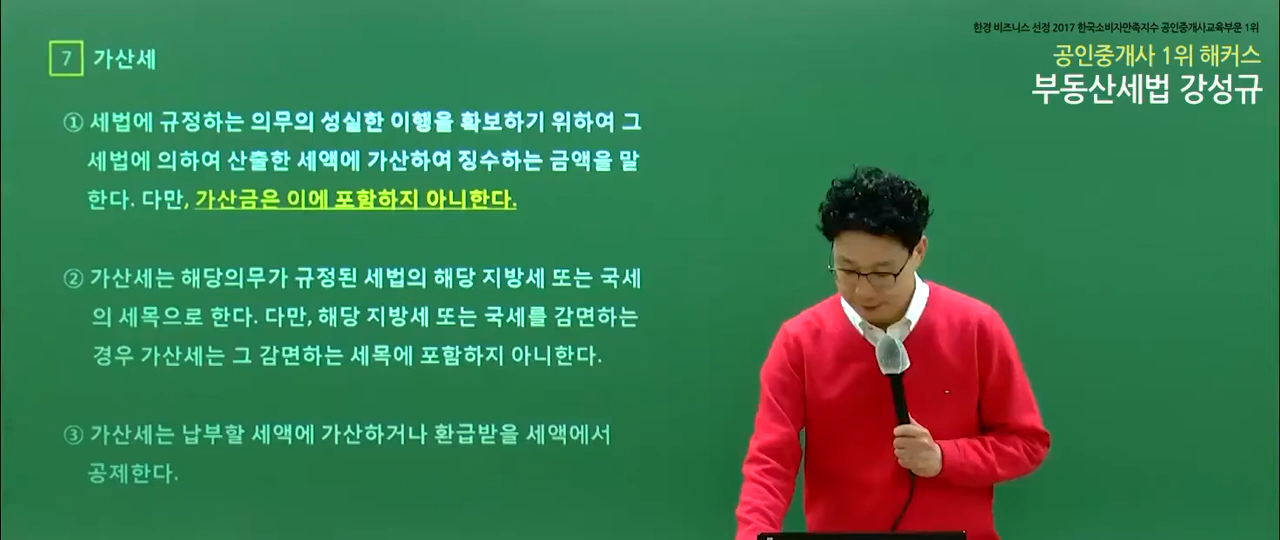 한경 비즈니스 선정 2017 한국소비자만족지수 공인중개사교육부문 1위
공인중개사 1위 해커스
부동산세법 강성규
7 가산세
① 세법에 규정하는 의무의 성실한 이행을 확보하기 위하여 그
세법에 의하여 산출한 세액에 가산하여 징수하는 금액을 말
한다. 다만, 가산금은 이에 포함하지 아니한다.
② 가산세는 해당의무가 규정된 세법의 해당 지방세 또는 국세
의 세목으로 한다. 다만, 해당 지방세 또는 국세를 감면하는
경우 가산세는 그 감면하는 세목에 포함하지 아니한다.
③ 가산세는 납부할 세액에 가산하거나 환급받을 세액에서
공제한다.